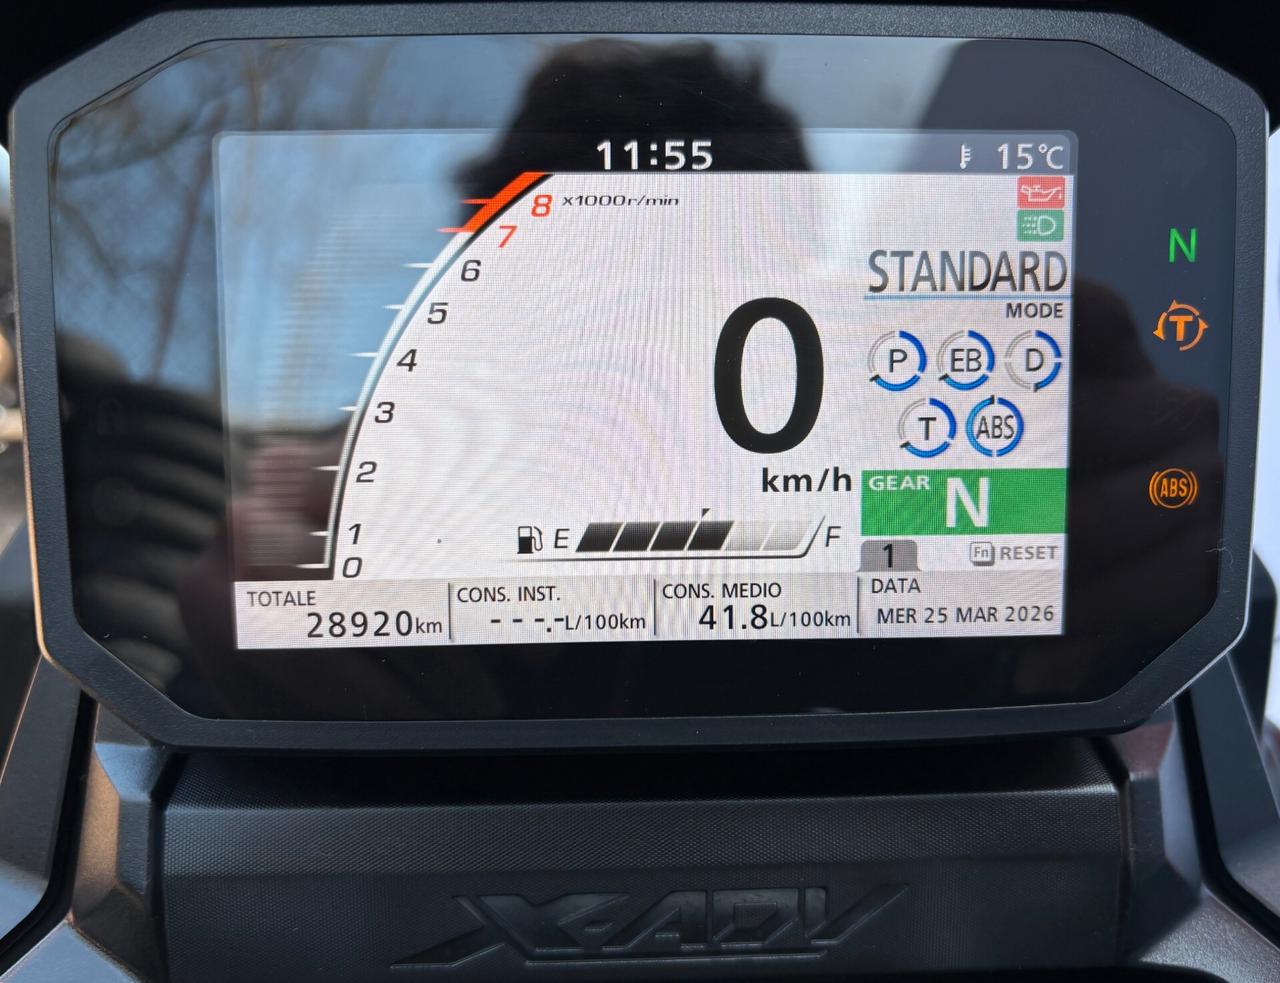 11:55
15°C
8 x1000r/min
7
6
5
4
3
2
1
0
0
km/h
E
F
STANDARD
MODE
P
EB
D
T
ABS
GEAR
N
1
Fn RESET
TOTALE
28920km
CONS. INST.
- - -.-L/100km
CONS. MEDIO
41.8L/100km
DATA
MER 25 MAR 2026
N
T
ABS
X-ADV